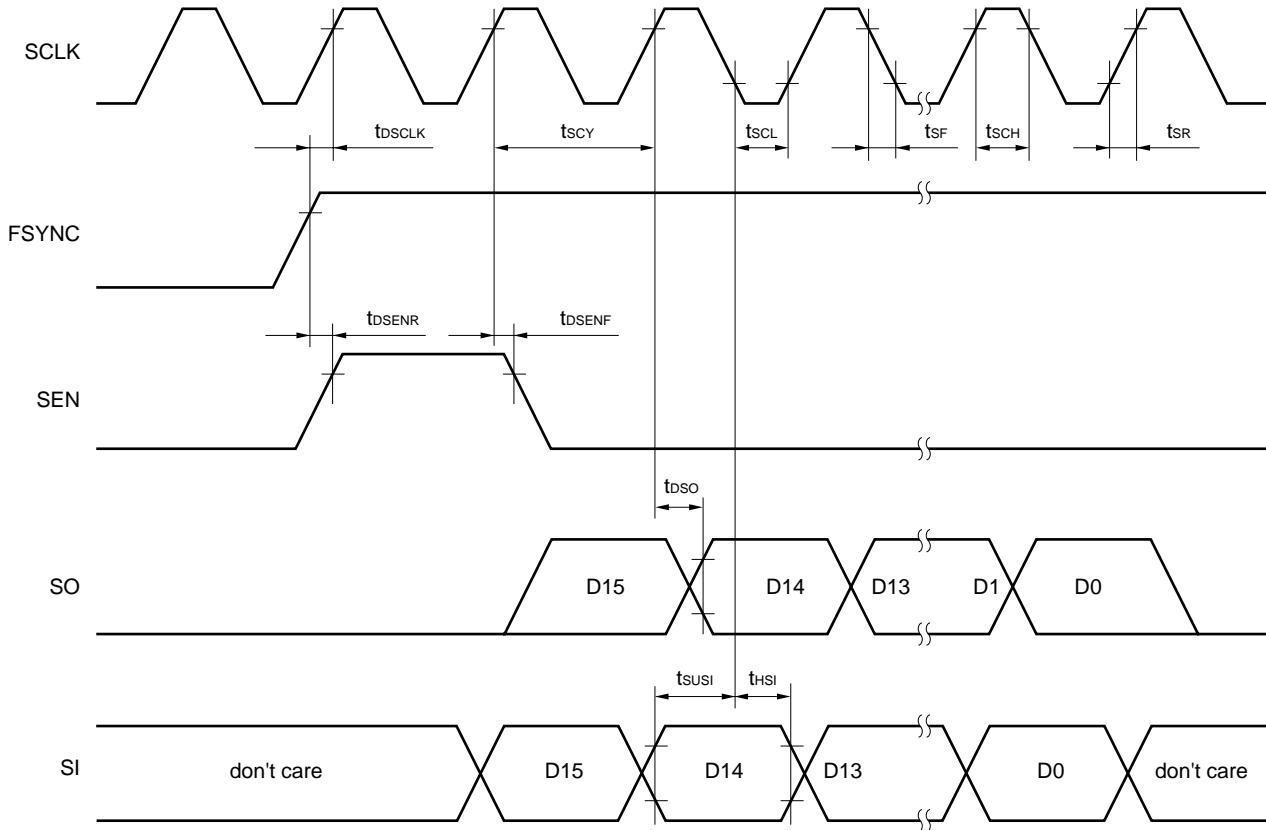 SCLK
tDSCLK
tSCY
tSCL
tSF
tSCH
tSR
FSYNC
tDSENR
tDSENF
SEN
tDSO
SO
D15
D14
D13
D1
D0
tSUSI
tHSI
SI
don't care
D15
D14
D13
D0
don't care